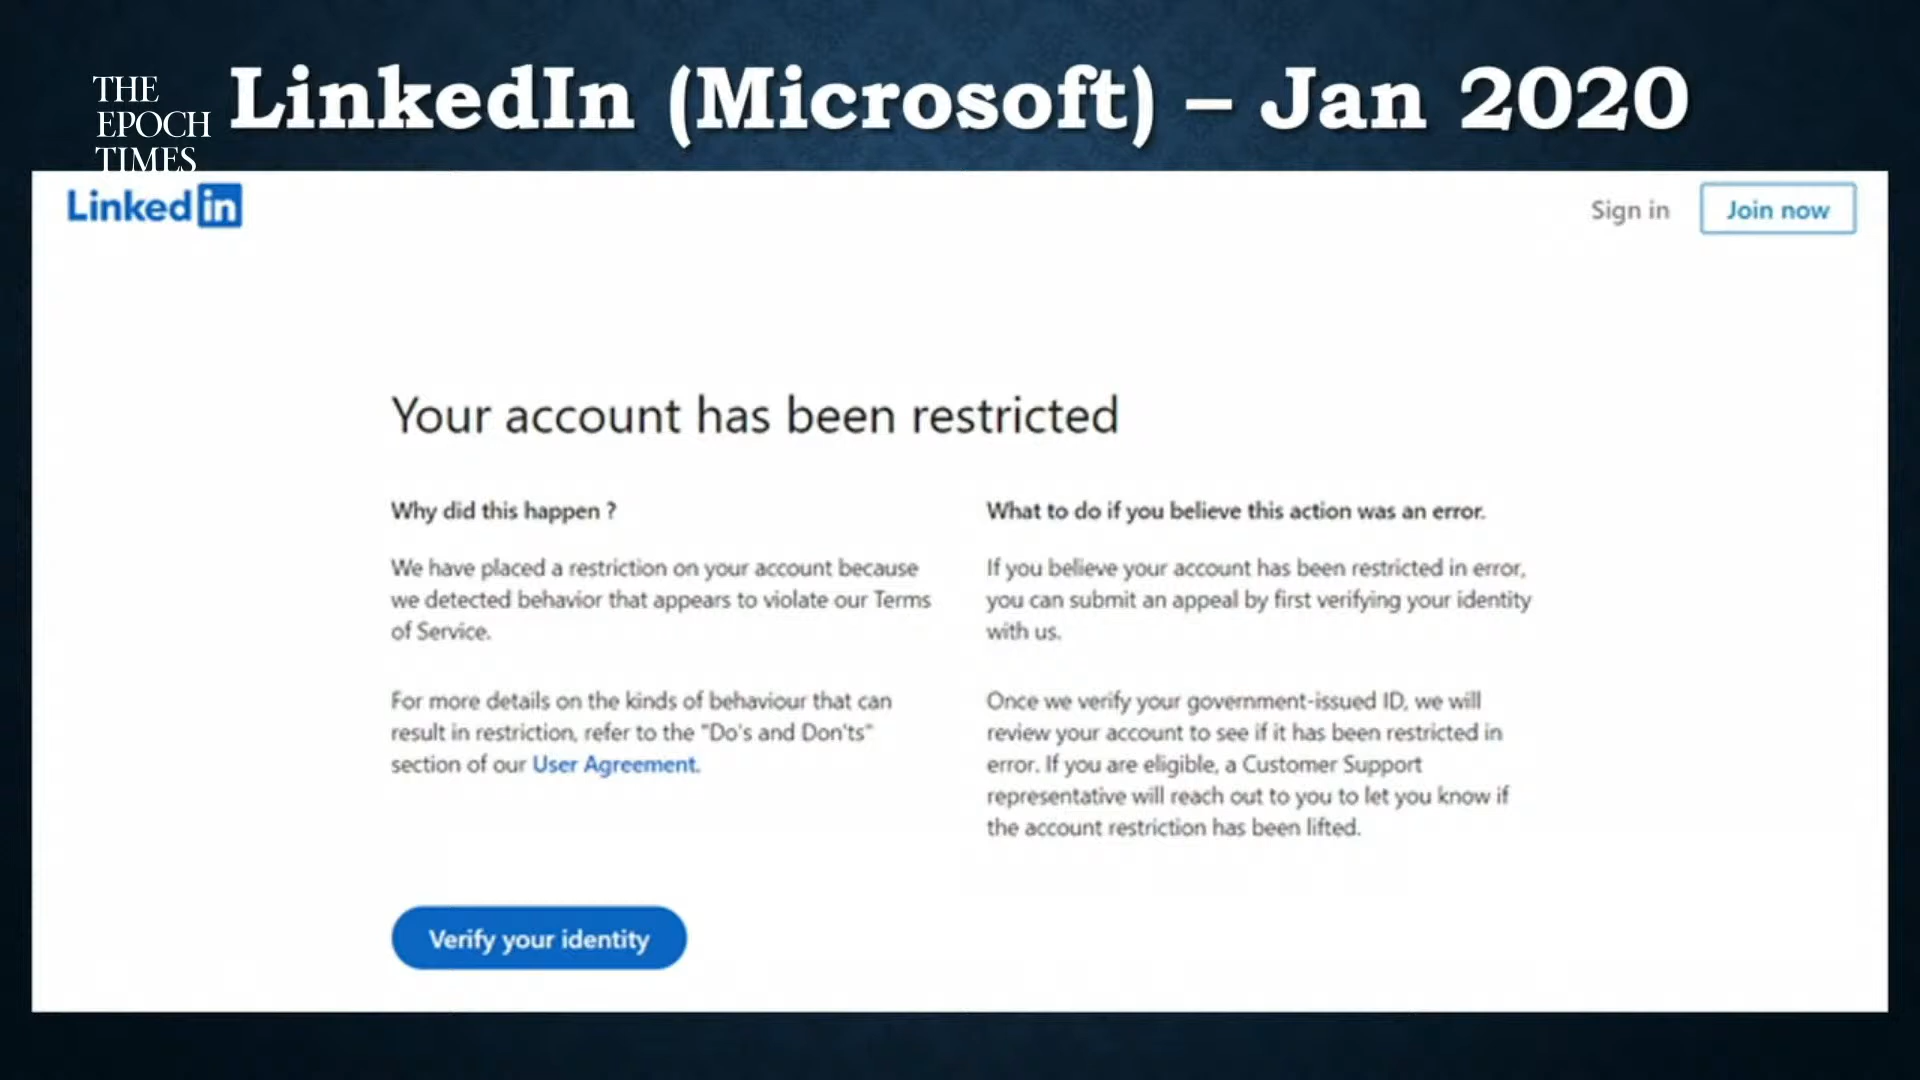 THE
EPOCH
TIMES
LinkedIn (Microsoft) – Jan 2020
Linked in
Sign in
Join now
Your account has been restricted
Why did this happen ?
We have placed a restriction on your account because
we detected behavior that appears to violate our Terms
of Service.
For more details on the kinds of behaviour that can
result in restriction, refer to the "Do's and Don'ts"
section of our User Agreement.
What to do if you believe this action was an error.
If you believe your account has been restricted in error,
you can submit an appeal by first verifying your identity
with us.
Once we verify your government-issued ID, we will
review your account to see if it has been restricted in
error. If you are eligible, a Customer Support
representative will reach out to you to let you know if
the account restriction has been lifted.
Verify your identity